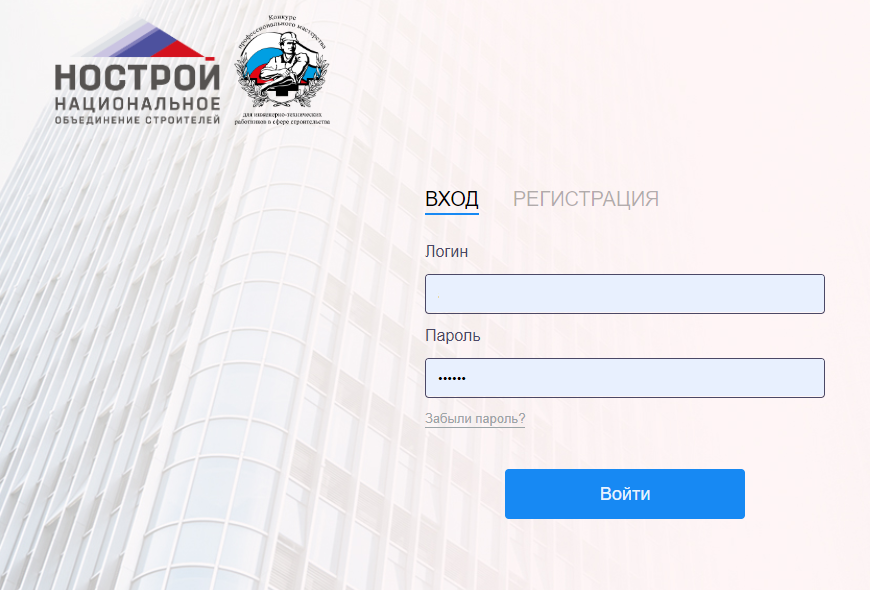 Конкурс
профессионального мастерства
НОСТРОЙ
НАЦИОНАЛЬНОЕ
ОБЪЕДИНЕНИЕ СТРОИТЕЛЕЙ
для инженерно-технических
работников в сфере строительства
ВХОД
РЕГИСТРАЦИЯ
Логин
Пароль
••••••
Забыли пароль?
Войти